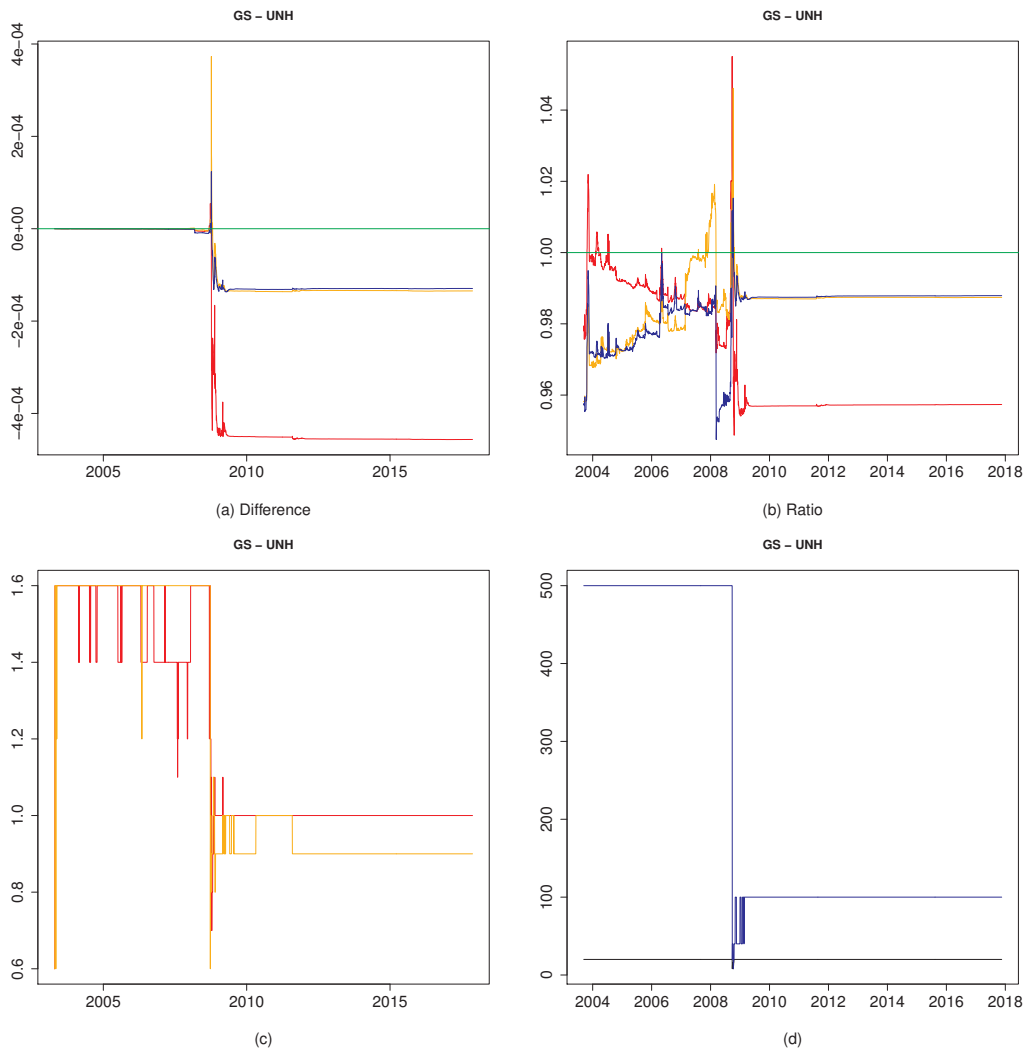 GS − UNH
4e−04
2e−04
0e+00
−2e−04
−4e−04
2005 2010 2015
(a) Difference
GS − UNH
1.04
1.02
1.00
0.98
0.96
2004 2006 2008 2010 2012 2014 2016 2018
(b) Ratio
GS − UNH
1.6
1.4
1.2
1.0
0.8
0.6
2005 2010 2015
(c)
GS − UNH
500
400
300
200
100
0
2004 2006 2008 2010 2012 2014 2016 2018
(d)